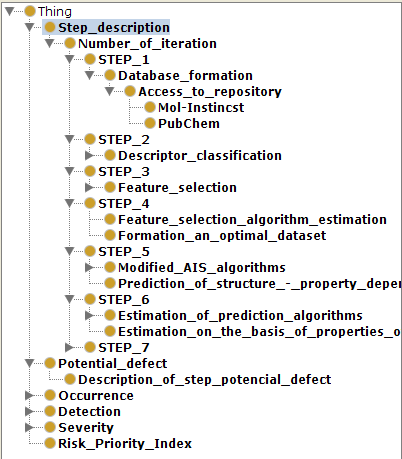 Thing
Step_description
Number_of_iteration
STEP_1
Database_formation
Access_to_repository
Mol-Instincst
PubChem
STEP_2
Descriptor_classification
STEP_3
Feature_selection
STEP_4
Feature_selection_algorithm_estimation
Formation_an_optimal_dataset
STEP_5
Modified_AIS_algorithms
Prediction_of_structure_-_property_depe
STEP_6
Estimation_of_prediction_algorithms
Estimation_on_the_basis_of_properties_o
STEP_7
Potential_defect
Description_of_step_potencial_defect
Occurrence
Detection
Severity
Risk_Priority_Index